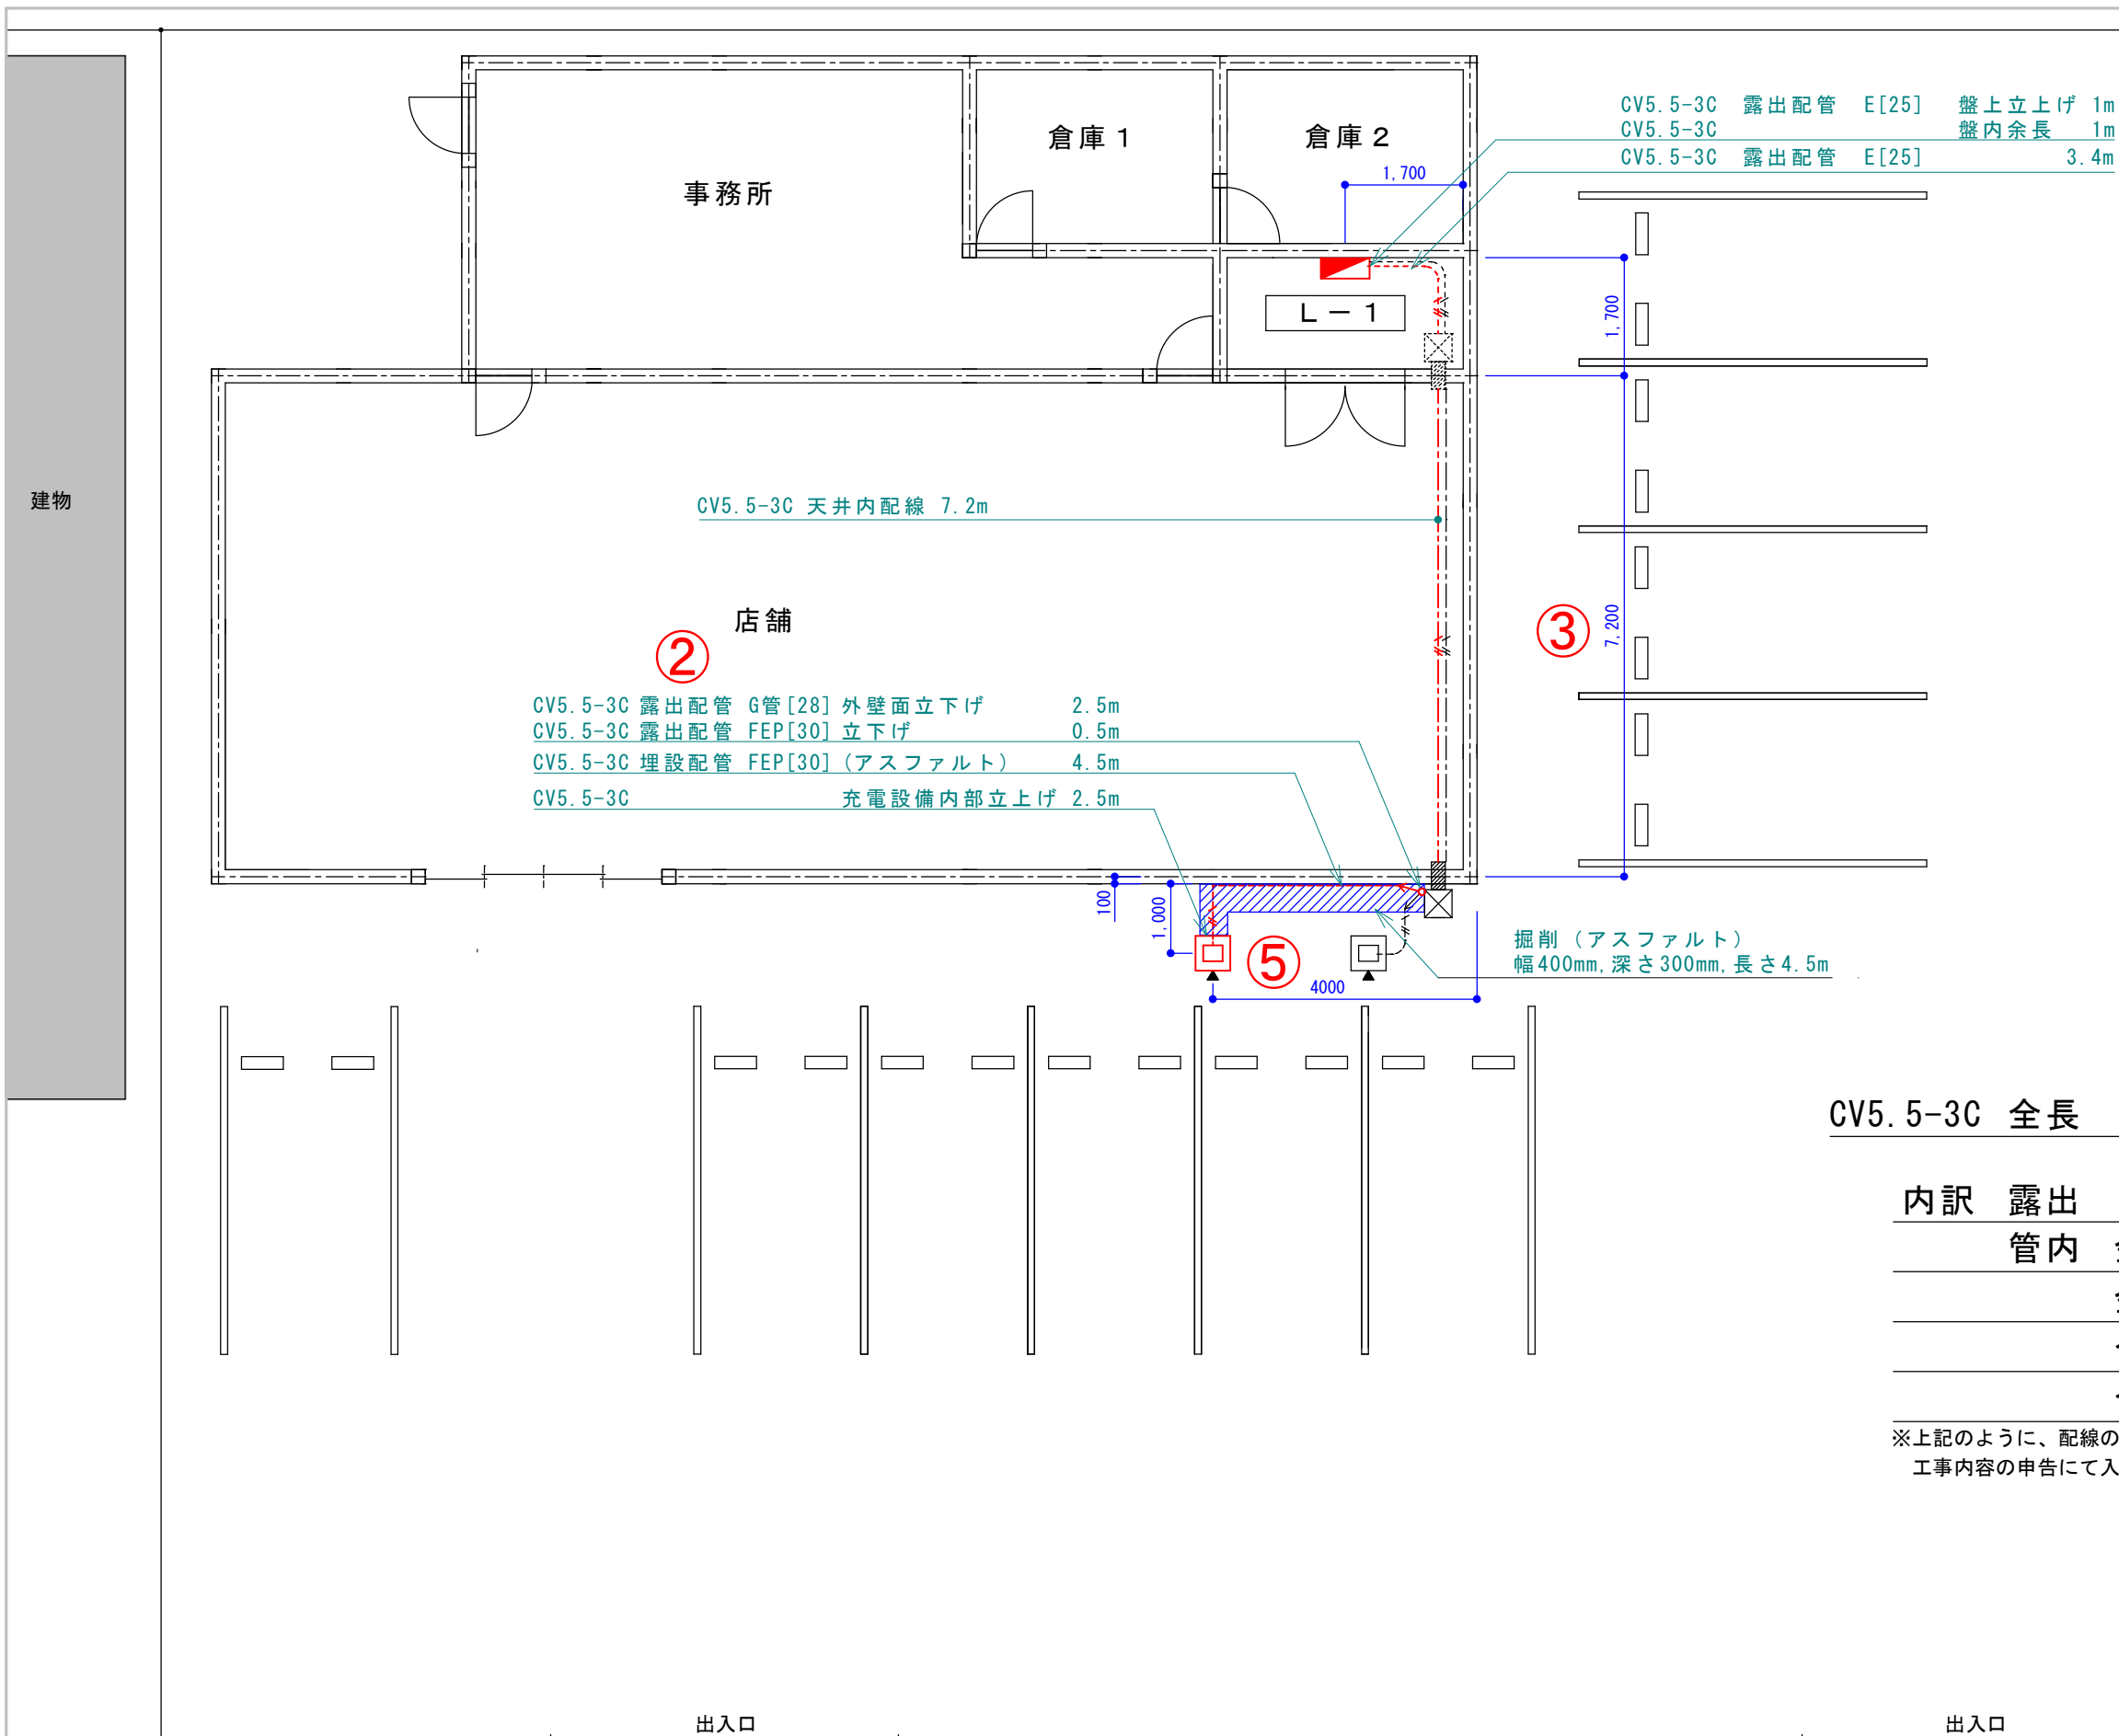 CV5.5-3C 露出配管 E[25] 盤上立上げ 1m
CV5.5-3C 盤内余長 1m
CV5.5-3C 露出配管 E[25] 3.4m
倉庫1
倉庫2
事務所
1,700
L－1
1,700
建物
CV5.5-3C 天井内配線 7.2m
店舗
②
③
7,200
CV5.5-3C 露出配管 G管[28] 外壁面立下げ 2.5m
CV5.5-3C 露出配管 FEP[30] 立下げ 0.5m
CV5.5-3C 埋設配管 FEP[30] (アスファルト) 4.5m
CV5.5-3C 充電設備内部立上げ 2.5m
100
1,000
⑤
掘削 (アスファルト)
幅400mm,深さ300mm,長さ4.5m
4000
CV5.5-3C 全長
内訳 露出
管内
※上記のように、配線の
工事内容の申告にて入
出入口
出入口